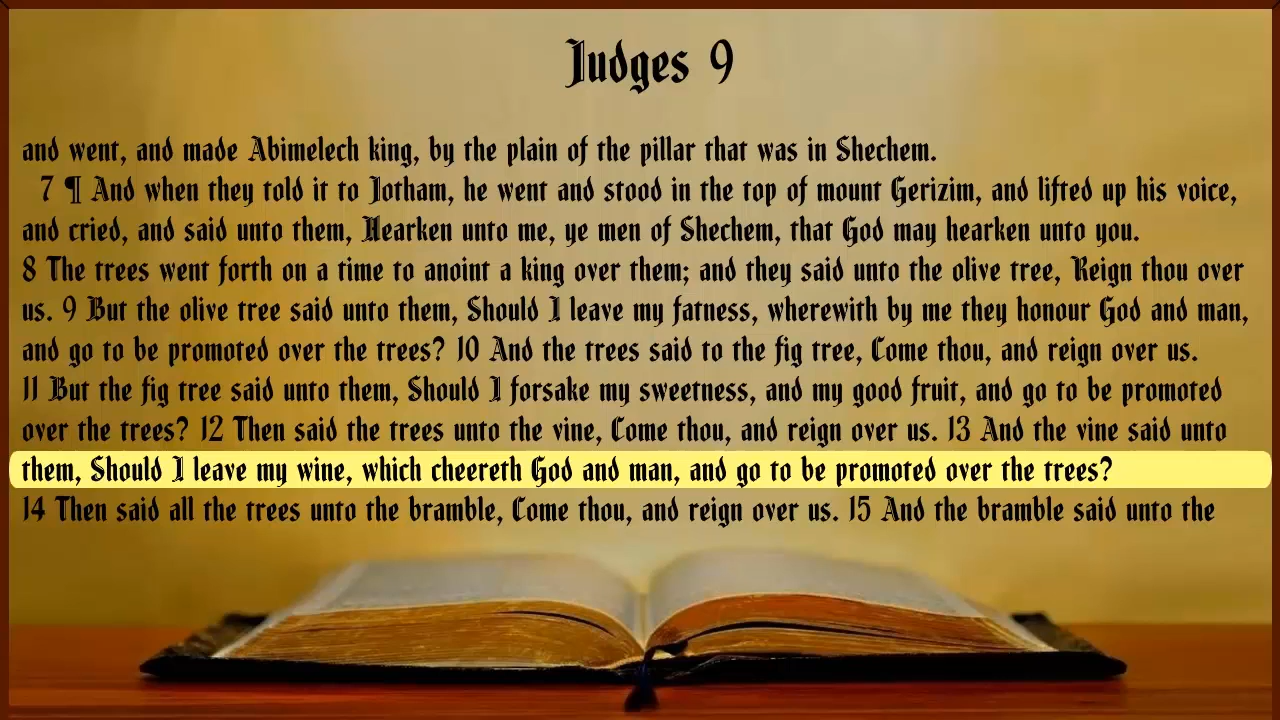 Judges 9
and went, and made Abimelech king, by the plain of the pillar that was in Shechem.
7 ¶ And when they told it to Jotham, he went and stood in the top of mount Gerizim, and lifted up his voice,
and cried, and said unto them, Hearken unto me, ye men of Shechem, that God may hearken unto you.
8 The trees went forth on a time to anoint a king over them; and they said unto the olive tree, Reign thou over
us. 9 But the olive tree said unto them, Should I leave my fatness, wherewith by me they honour God and man,
and go to be promoted over the trees? 10 And the trees said to the fig tree, Come thou, and reign over us.
11 But the fig tree said unto them, Should I forsake my sweetness, and my good fruit, and go to be promoted
over the trees? 12 Then said the trees unto the vine, Come thou, and reign over us. 13 And the vine said unto
them, Should I leave my wine, which cheereth God and man, and go to be promoted over the trees?
14 Then said all the trees unto the bramble, Come thou, and reign over us. 15 And the bramble said unto the